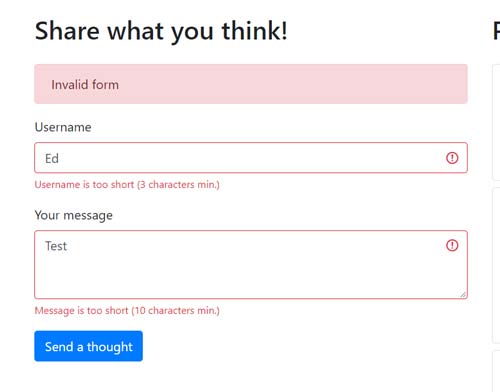 Share what you think!
Invalid form
Username
Ed
Username is too short (3 characters min.)
Your message
Test
Message is too short (10 characters min.)
Send a thought